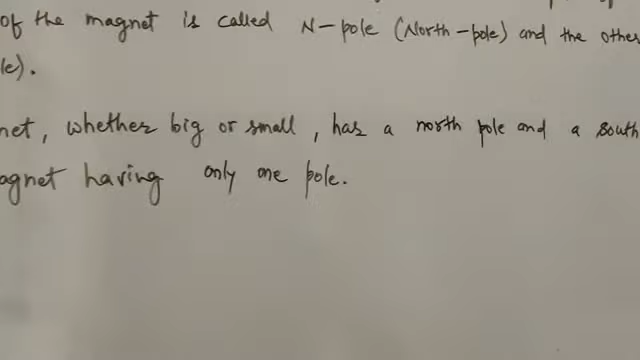 of the magnet is called N-pole (North-pole) and the other
le).
net, whether big or small, has a north pole and a south
agnet having only one pole.